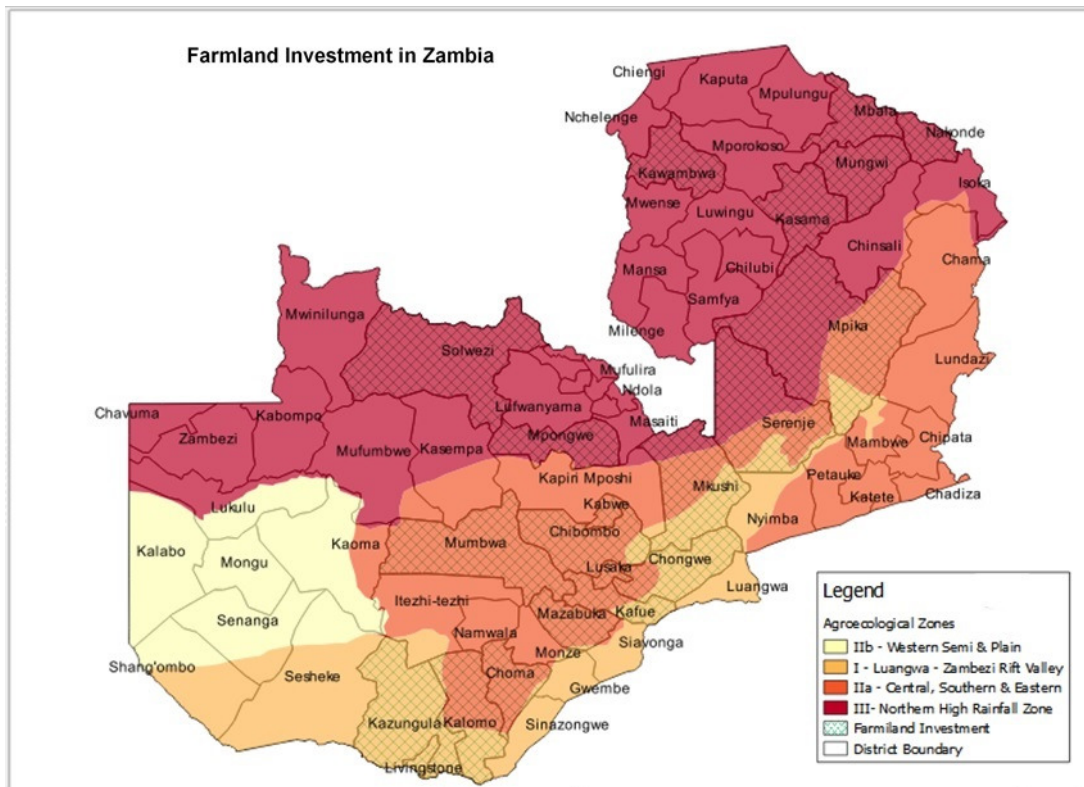 Farmland Investment in Zambia
Chiengi
Kaputa
Mpulungu
Mbala
Nchelenge
Nakonde
Mporokoso
Mungwi
Kawambwa
Isoka
Mwense
Luwingu
Kasama
Chinsali
Chama
Mansa
Chilubi
Samfya
Mwinilunga
Milenge
Mpika
Solwezi
Lundazi
Mufulira
Ndola
Chavuma
Kabompo
Lufwanyama
Masaiti
Serenje
Zambezi
Mpongwe
Mambwe
Chipata
Mufumbwe
Kasempa
Kapiri Mposhi
Mkushi
Petauke
Katete
Chadiza
Lukulu
Kabwe
Nyimba
Kalabo
Kaoma
Mumbwa
Chibombo
Mongu
Chongwe
Lusaka
Luangwa
Itezhi-tezhi
Senanga
Mazabuka
Kafue
Namwala
Siavonga
Monze
Shang'ombo
Sesheke
Choma
Gwembe
Kazungula
Kalomo
Sinazongwe
Livingstone
Legend
Agroecological Zones
IIb - Western Semi & Plain
I - Luangwa - Zambezi Rift Valley
IIa - Central, Southern & Eastern
III- Northern High Rainfall Zone
Farmiland Investment
District Boundary